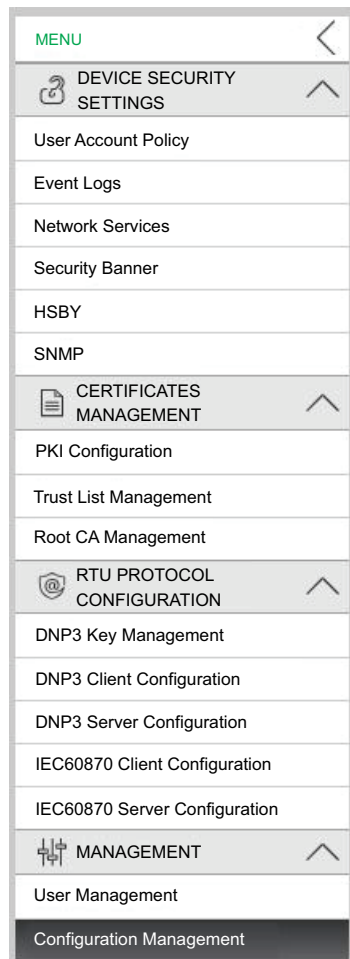 MENU
DEVICE SECURITY
SETTINGS
User Account Policy
Event Logs
Network Services
Security Banner
HSBY
SNMP
CERTIFICATES
MANAGEMENT
PKI Configuration
Trust List Management
Root CA Management
RTU PROTOCOL
CONFIGURATION
DNP3 Key Management
DNP3 Client Configuration
DNP3 Server Configuration
IEC60870 Client Configuration
IEC60870 Server Configuration
MANAGEMENT
User Management
Configuration Management